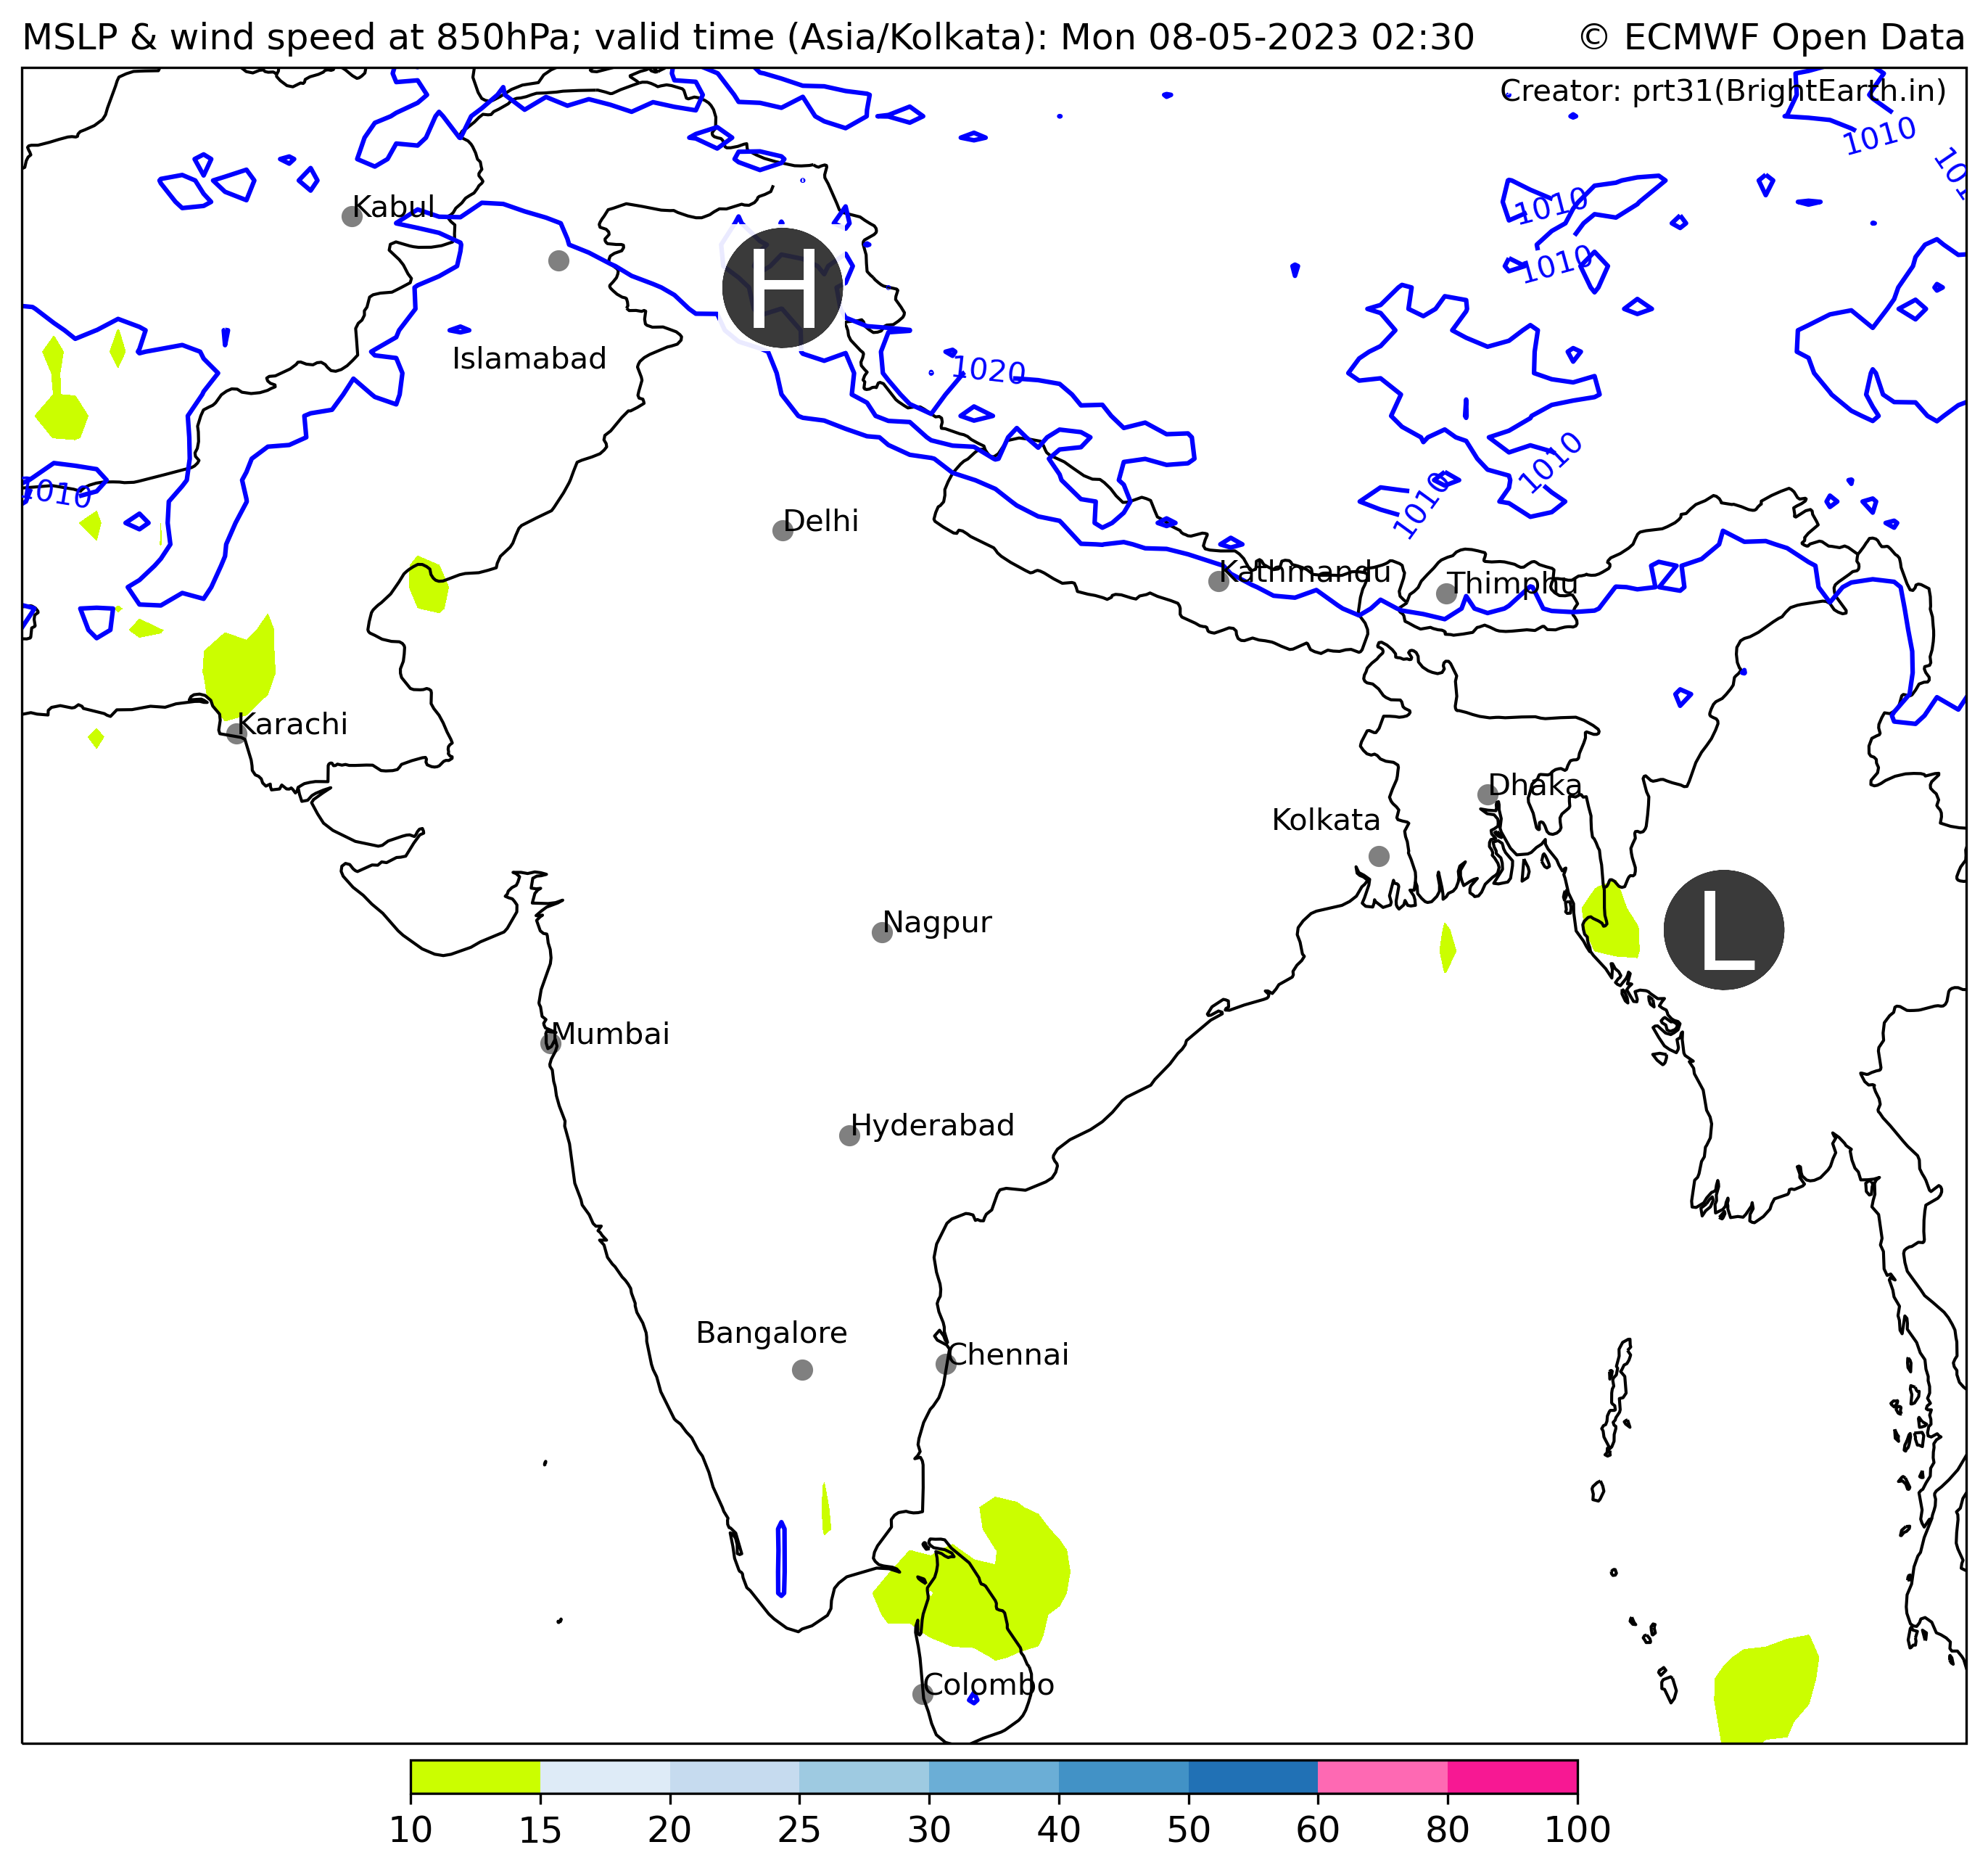 MSLP & wind speed at 850hPa; valid time (Asia/Kolkata): Mon 08-05-2023 02:30
© ECMWF Open Data
Creator: prt31(BrightEarth.in)
1010
1010
Kabul
1010
H
Islamabad
1020
1010
1010
1010
Delhi
Kathmandu
Thimphu
Karachi
Dhaka
Kolkata
Nagpur
L
Mumbai
Hyderabad
Bangalore
Chennai
Colombo
10 15 20 25 30 40 50 60 80 100